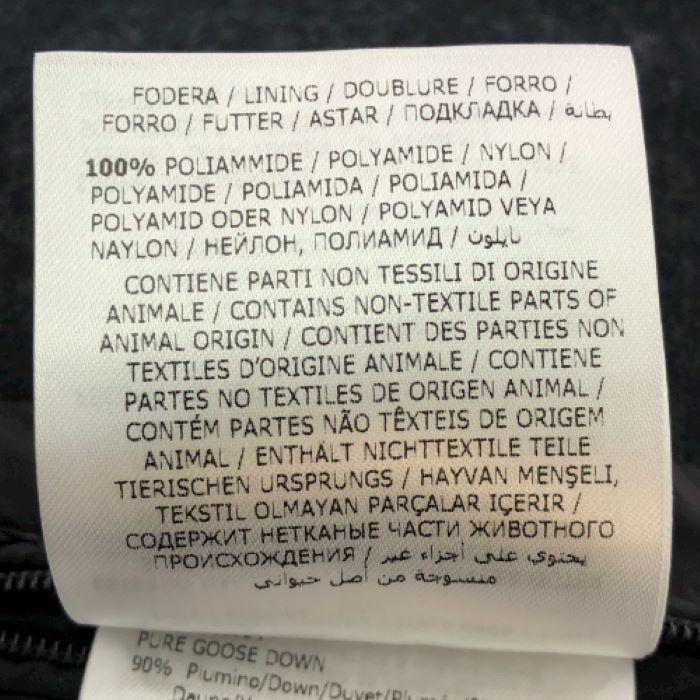 FODERA / LINING / DOUBLURE / FORRO /
FORRO / FUTTER / ASTAR / ПОДКЛАДКА / بطانة
100% POLIAMMIDE / POLYAMIDE / NYLON /
POLYAMIDE / POLIAMIDA / POLIAMIDA /
POLYAMID ODER NYLON / POLYAMID VEYA
NAYLON / НЕЙЛОН, ПОЛИАМИД / نايلون
CONTIENE PARTI NON TESSILI DI ORIGINE
ANIMALE / CONTAINS NON-TEXTILE PARTS OF
ANIMAL ORIGIN / CONTIENT DES PARTIES NON
TEXTILES D'ORIGINE ANIMALE / CONTIENE
PARTES NO TEXTILES DE ORIGEN ANIMAL /
CONTÉM PARTES NÃO TÊXTEIS DE ORIGEM
ANIMAL / ENTHÄLT NICHTTEXTILE TEILE
TIERISCHEN URSPRUNGS / HAYVAN MENŞELİ,
TEKSTIL OLMAYAN PARÇALAR IÇERIR /
СОДЕРЖИТ НЕТКАНЫЕ ЧАСТИ ЖИВОТНОГО
ПРОИСХОЖДЕНИЯ / يحتوي على أجزاء غير
منسوجة من أصل حيواني
PURE GOOSE DOWN
90% Piumino/Down/Duvet/